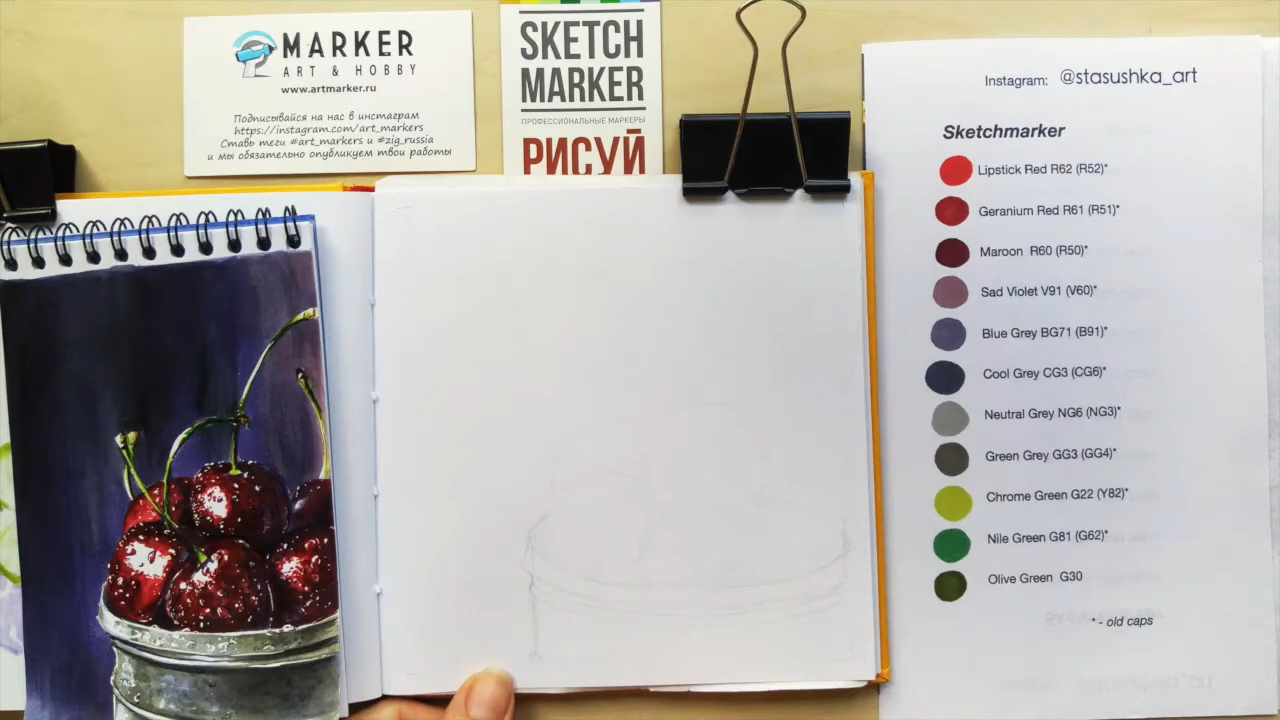 MARKER
ART & HOBBY
www.artmarker.ru
Подписывайся на нас в инстаграм
https://instagram.com/art_markers
Ставь теги #art_markers и #zig_russia
и мы обязательно опубликуем твои работы
SKETCH
MARKER
ПРОФЕССИОНАЛЬНЫЕ МАРКЕРЫ
РИСУЙ
Instagram: @stasushka_art
Sketchmarker
Lipstick Red R62 (R52)*
Geranium Red R61 (R51)*
Maroon R60 (R50)*
Sad Violet V91 (V60)*
Blue Grey BG71 (B91)*
Cool Grey CG3 (CG6)*
Neutral Grey NG6 (NG3)*
Green Grey GG3 (GG4)*
Chrome Green G22 (Y82)*
Nile Green G81 (G62)*
Olive Green G30
* - old caps